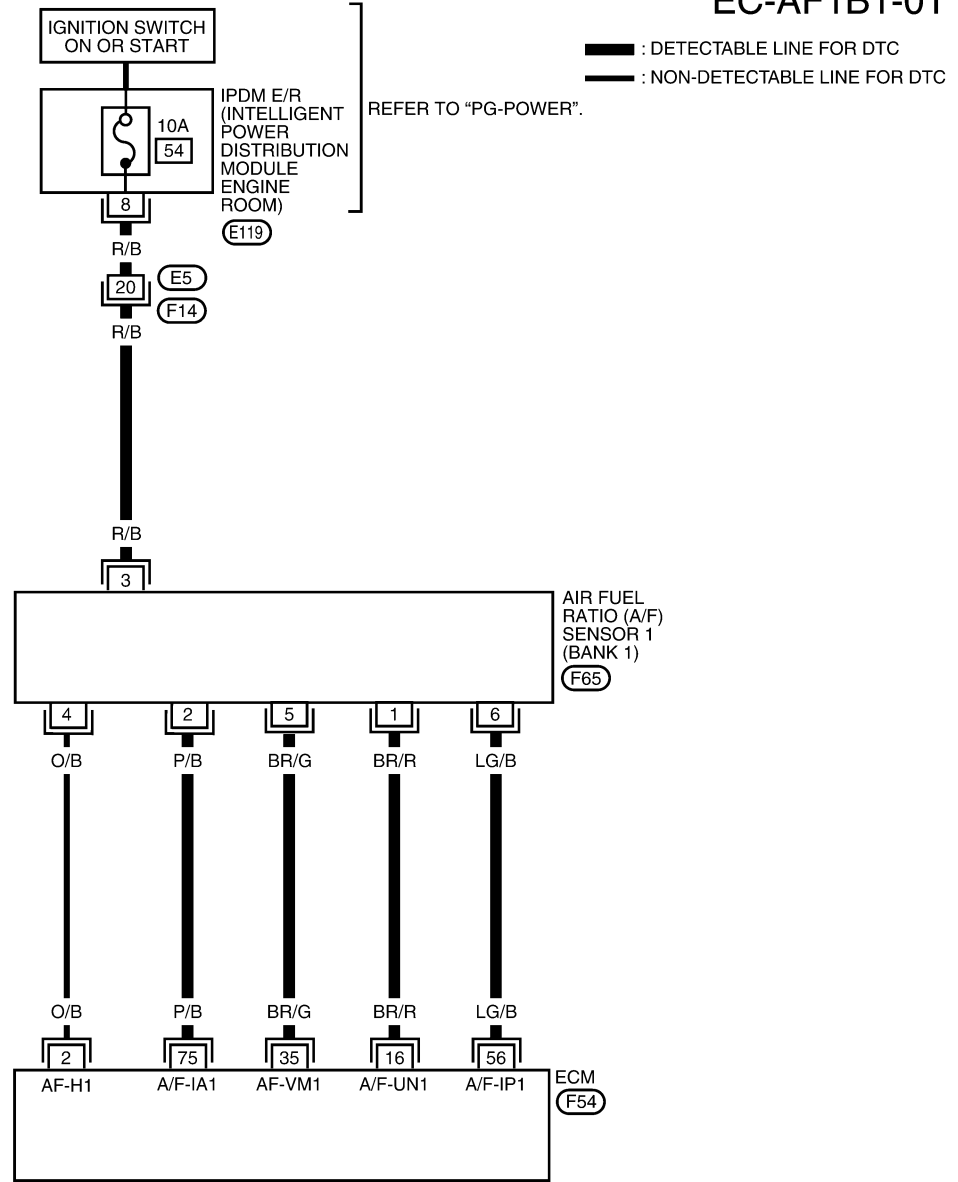 EC-AF1B1-01
IGNITION SWITCH
ON OR START
: DETECTABLE LINE FOR DTC
: NON-DETECTABLE LINE FOR DTC
10A
54
IPDM E/R
(INTELLIGENT
POWER
DISTRIBUTION
MODULE
ENGINE
ROOM)
E119
REFER TO “PG-POWER”.
8
R/B
20
E5
F14
R/B
R/B
3
AIR FUEL
RATIO (A/F)
SENSOR 1
(BANK 1)
F65
4 2 5 1 6
O/B P/B BR/G BR/R LG/B
O/B P/B BR/G BR/R LG/B
2 75 35 16 56
AF-H1 A/F-IA1 AF-VM1 A/F-UN1 A/F-IP1
ECM
F54